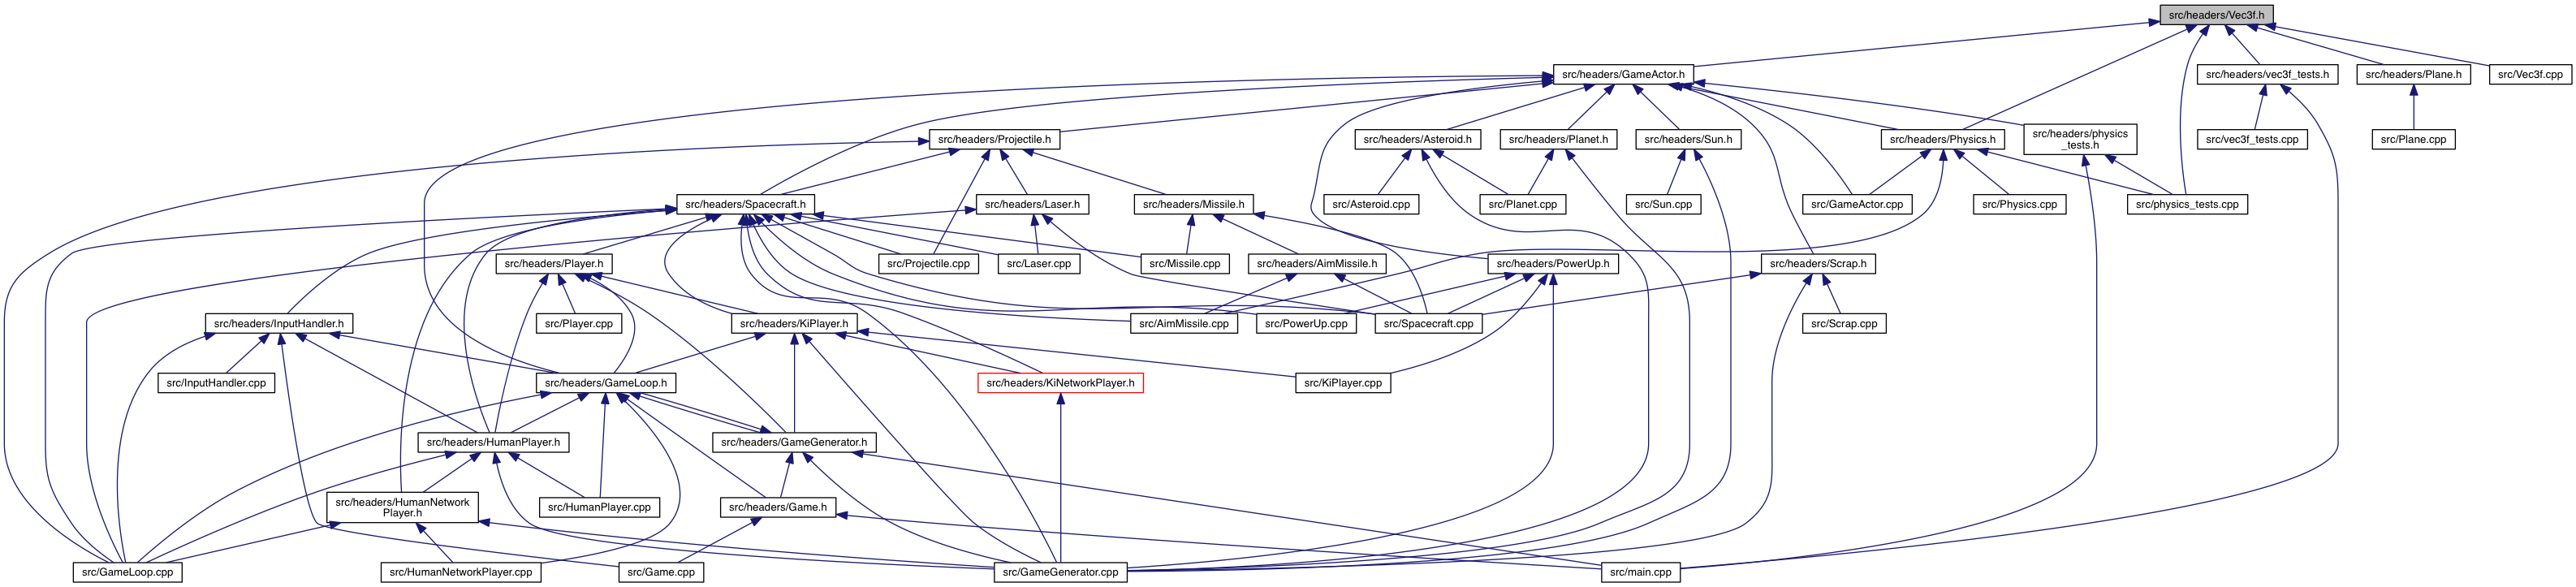 src/headers/Vec3f.h
src/headers/GameActor.h
src/headers/vec3f_tests.h
src/headers/Plane.h
src/Vec3f.cpp
src/headers/Projectile.h
src/headers/Asteroid.h
src/headers/Planet.h
src/headers/Sun.h
src/headers/Physics.h
src/headers/physics
_tests.h
src/vec3f_tests.cpp
src/Plane.cpp
src/headers/Spacecraft.h
src/headers/Laser.h
src/headers/Missile.h
src/Asteroid.cpp
src/Planet.cpp
src/Sun.cpp
src/GameActor.cpp
src/Physics.cpp
src/physics_tests.cpp
src/headers/Player.h
src/Projectile.cpp
src/Laser.cpp
src/Missile.cpp
src/headers/AimMissile.h
src/headers/PowerUp.h
src/headers/Scrap.h
src/headers/InputHandler.h
src/Player.cpp
src/headers/KiPlayer.h
src/AimMissile.cpp
src/PowerUp.cpp
src/Spacecraft.cpp
src/Scrap.cpp
src/InputHandler.cpp
src/headers/GameLoop.h
src/headers/KiNetworkPlayer.h
src/KiPlayer.cpp
src/headers/HumanPlayer.h
src/headers/GameGenerator.h
src/headers/HumanNetwork
Player.h
src/HumanPlayer.cpp
src/headers/Game.h
src/GameLoop.cpp
src/HumanNetworkPlayer.cpp
src/Game.cpp
src/GameGenerator.cpp
src/main.cpp